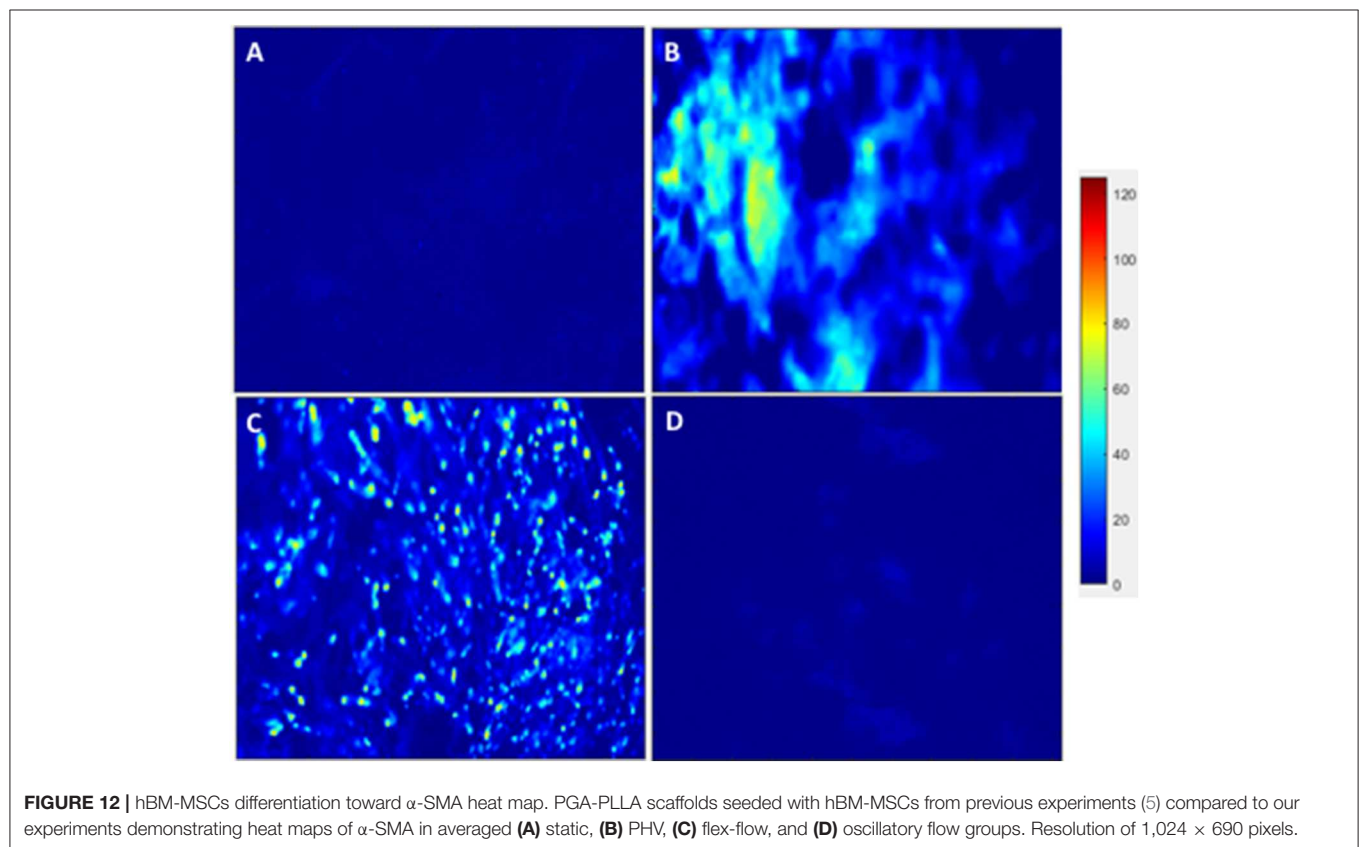 A
B
C
D
120
100
80
60
40
20
0
FIGURE 12 | hBM-MSCs differentiation toward α-SMA heat map. PGA-PLLA scaffolds seeded with hBM-MSCs from previous experiments (5) compared to our
experiments demonstrating heat maps of α-SMA in averaged (A) static, (B) PHV, (C) flex-flow, and (D) oscillatory flow groups. Resolution of 1,024 × 690 pixels.